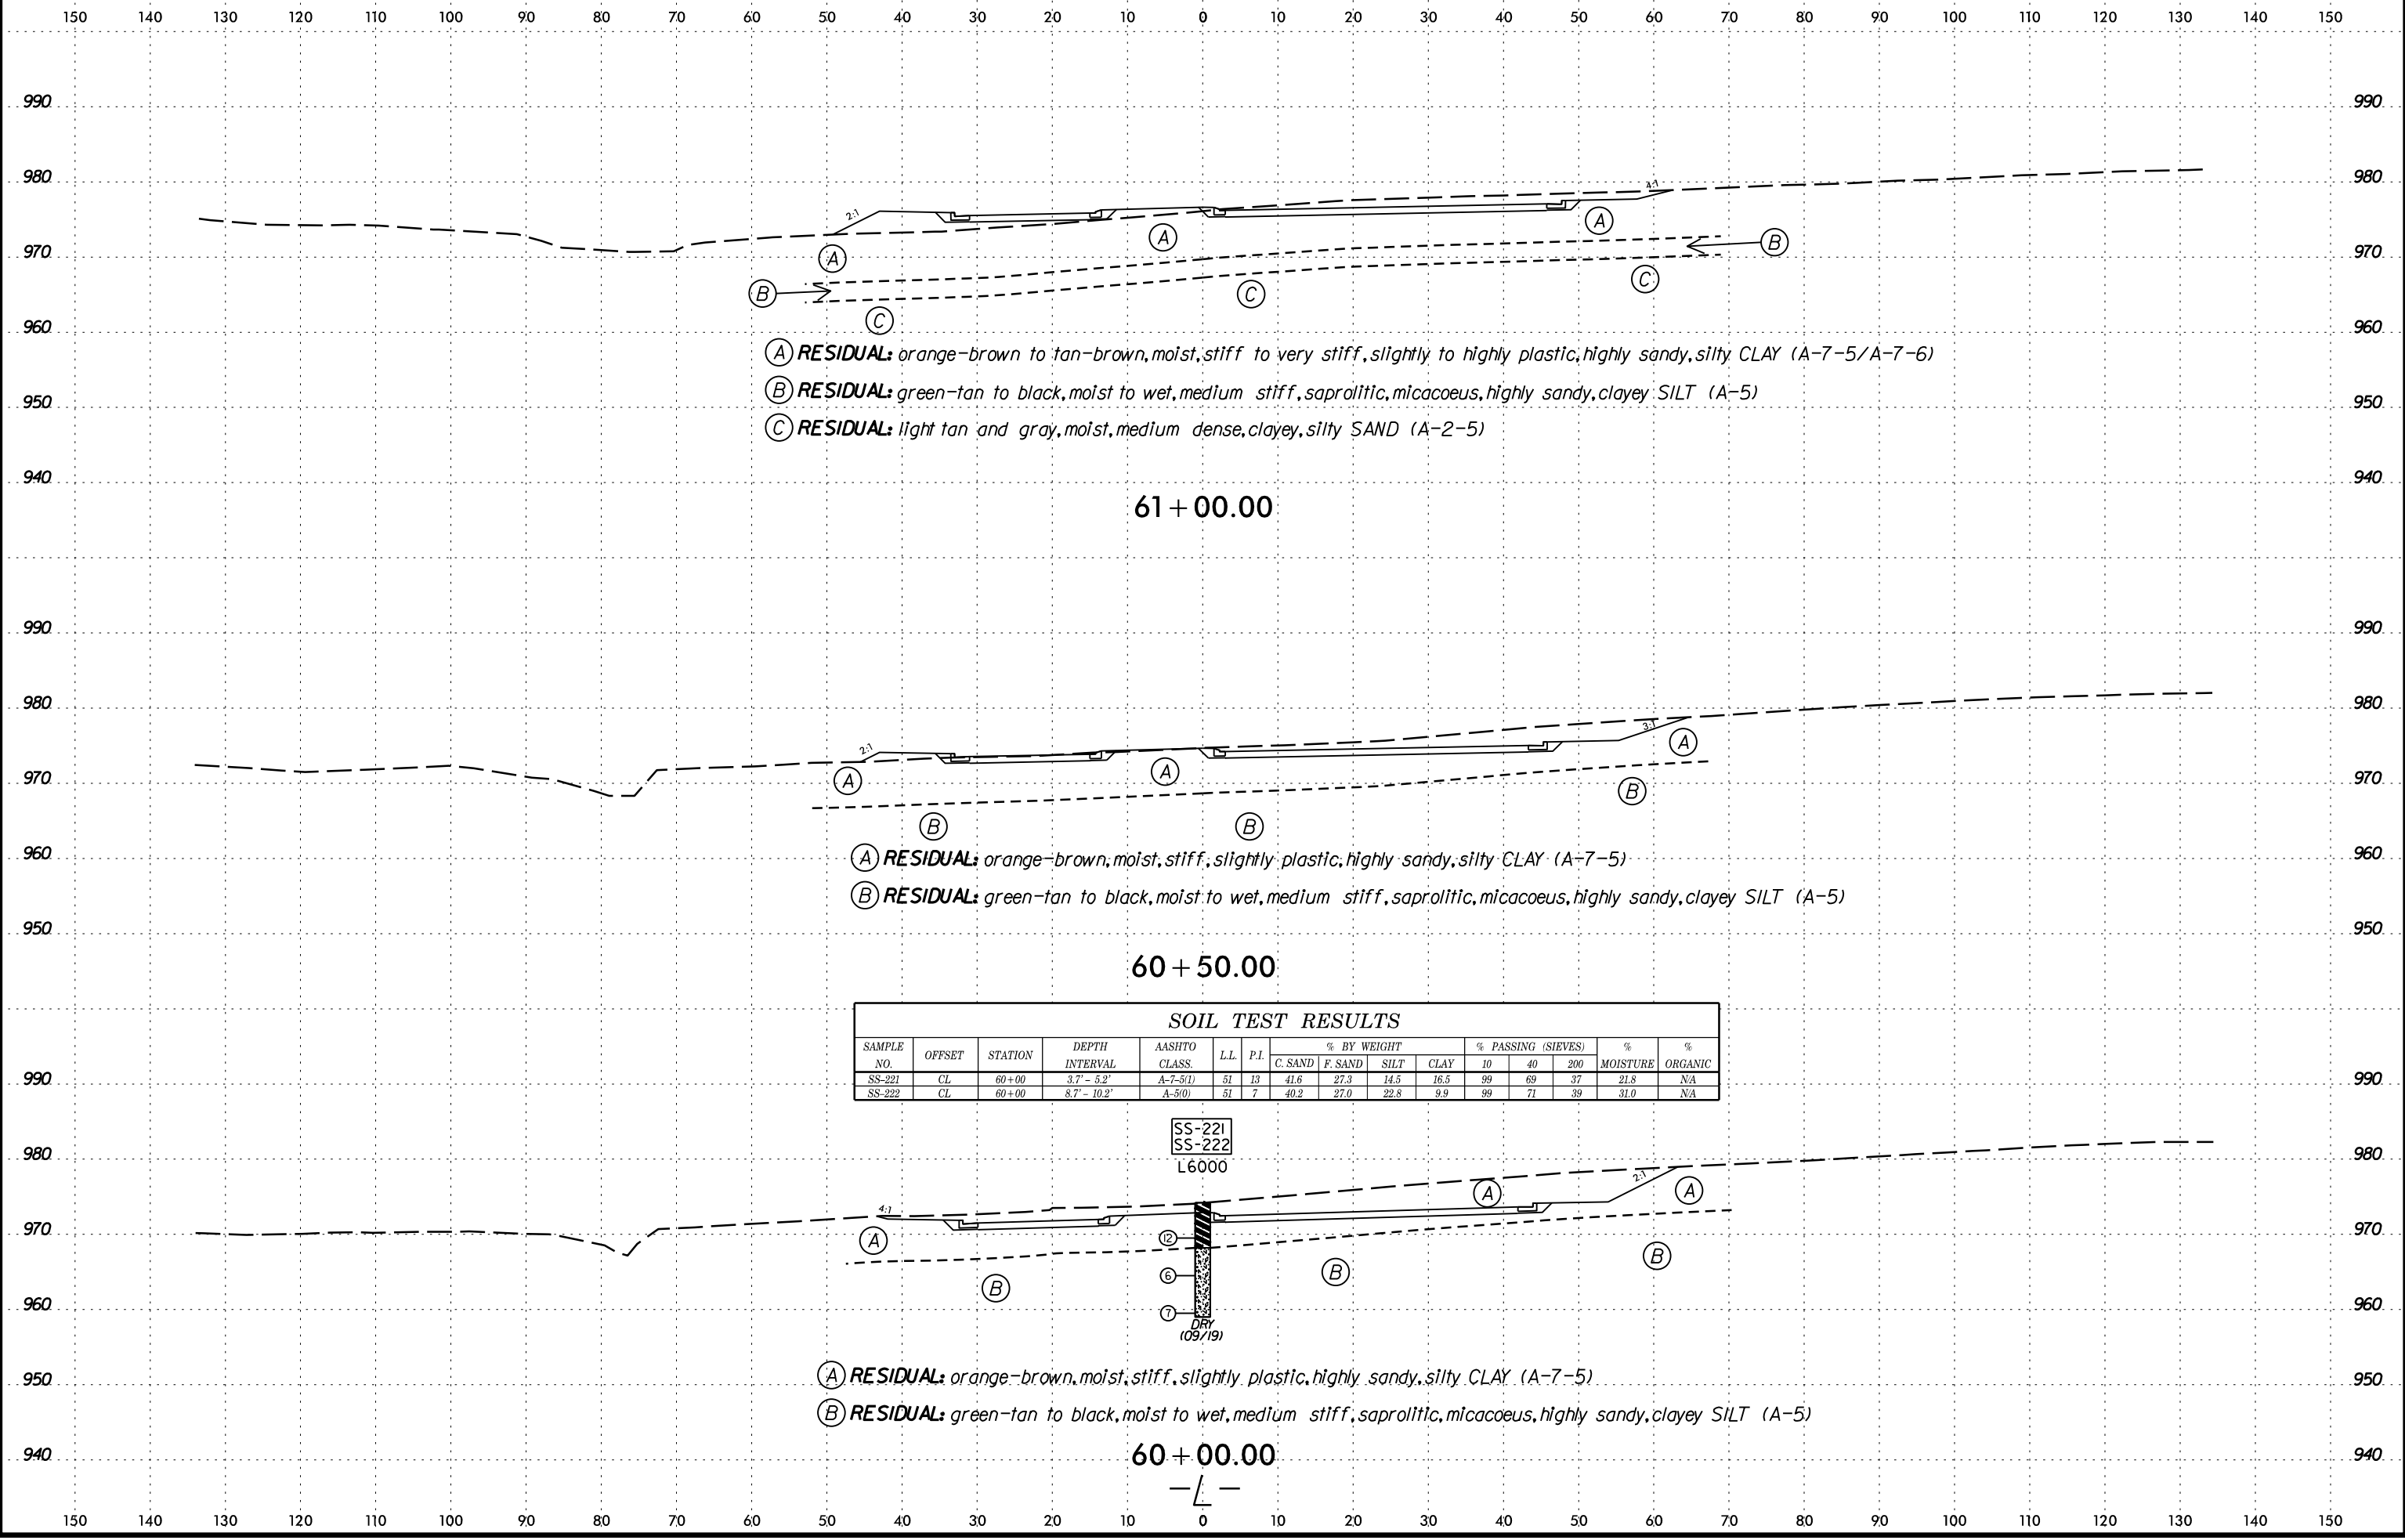 150 140 130 120 110 100 90 80 70 60 50 40 30 20 10 0 10 20 30 40 50 60 70 80 90 100 110 120 130 140 150
990 990
980 980
4:1
2:1
A
A
B
970 970
A
C
B
C
C
960 960
A RESIDUAL: orange-brown to tan-brown, moist, stiff to very stiff, slightly to highly plastic, highly sandy, silty CLAY (A-7-5/A-7-6)
B RESIDUAL: green-tan to black, moist to wet, medium stiff, saprolitic, micacoeus, highly sandy, clayey SILT (A-5)
950 950
C RESIDUAL: light tan and gray, moist, medium dense, clayey, silty SAND (A-2-5)
940 940
61+00.00
990 990
980 980
3:1
2:1
A
A
A
970 970
B
B
B
960 960
A RESIDUAL: orange-brown, moist, stiff, slightly plastic, highly sandy, silty CLAY (A-7-5)
B RESIDUAL: green-tan to black, moist to wet, medium stiff, saprolitic, micacoeus, highly sandy, clayey SILT (A-5)
950 950
60+50.00
SOIL TEST RESULTS
SAMPLE NO. OFFSET STATION DEPTH INTERVAL AASHTO CLASS. L.L. P.I. % BY WEIGHT % PASSING (SIEVES) % MOISTURE % ORGANIC
C. SAND F. SAND SILT CLAY 10 40 200
SS-221 CL 60+00 3.7' - 5.2' A-7-5(1) 51 13 41.6 27.3 14.5 16.5 99 69 37 21.8 N/A
SS-222 CL 60+00 8.7' - 10.2' A-5(0) 51 7 40.2 27.0 22.8 9.9 99 71 39 31.0 N/A
990 990
SS-221
SS-222
L6000
980 980
2:1
A
A
4:1
970 970
A
12
B
B
6
B
960 960
7
DRY
(09/19)
A RESIDUAL: orange-brown, moist, stiff, slightly plastic, highly sandy, silty CLAY (A-7-5)
950 950
B RESIDUAL: green-tan to black, moist to wet, medium stiff, saprolitic, micacoeus, highly sandy, clayey SILT (A-5)
940 940
60+00.00
-L-
150 140 130 120 110 100 90 80 70 60 50 40 30 20 10 0 10 20 30 40 50 60 70 80 90 100 110 120 130 140 150